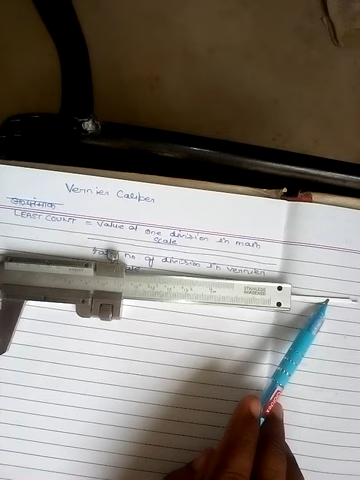 Vernier Caliper
LEAST COUNT = value of one division in main
scale
no of division in vernier
STAINLESS
HARDENED